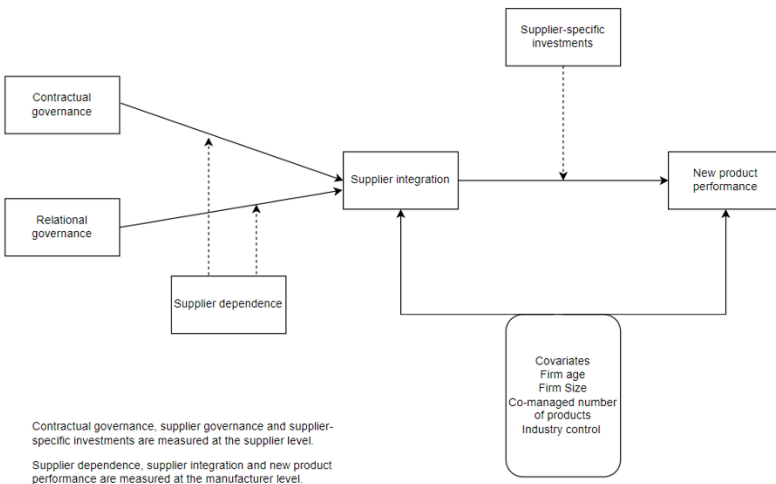 Supplier-specific
investments
Contractual
governance
Supplier integration
New product
performance
Relational
governance
Supplier dependence
Covariates
Firm age
Firm Size
Co-managed number
of products
Industry control
Contractual governance, supplier governance and supplier-
specific investments are measured at the supplier level.
Supplier dependence, supplier integration and new product
performance are measured at the manufacturer level.